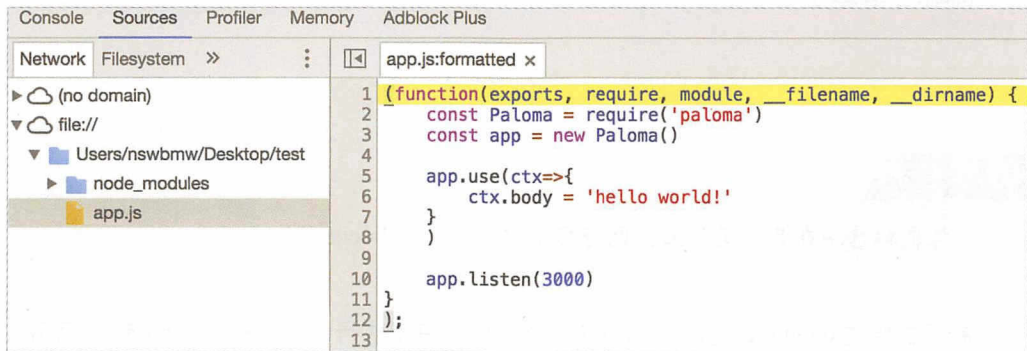 Console Sources Profiler Memory Adblock Plus
Network Filesystem »
app.js:formatted ×
(no domain)
file://
Users/nswbmw/Desktop/test
node_modules
app.js
1 (function(exports, require, module, __filename, __dirname) {
2 const Paloma = require('paloma')
3 const app = new Paloma()
4
5 app.use(ctx=>{
6 ctx.body = 'hello world!'
7 }
8 )
9
10 app.listen(3000)
11 }
12 );
13